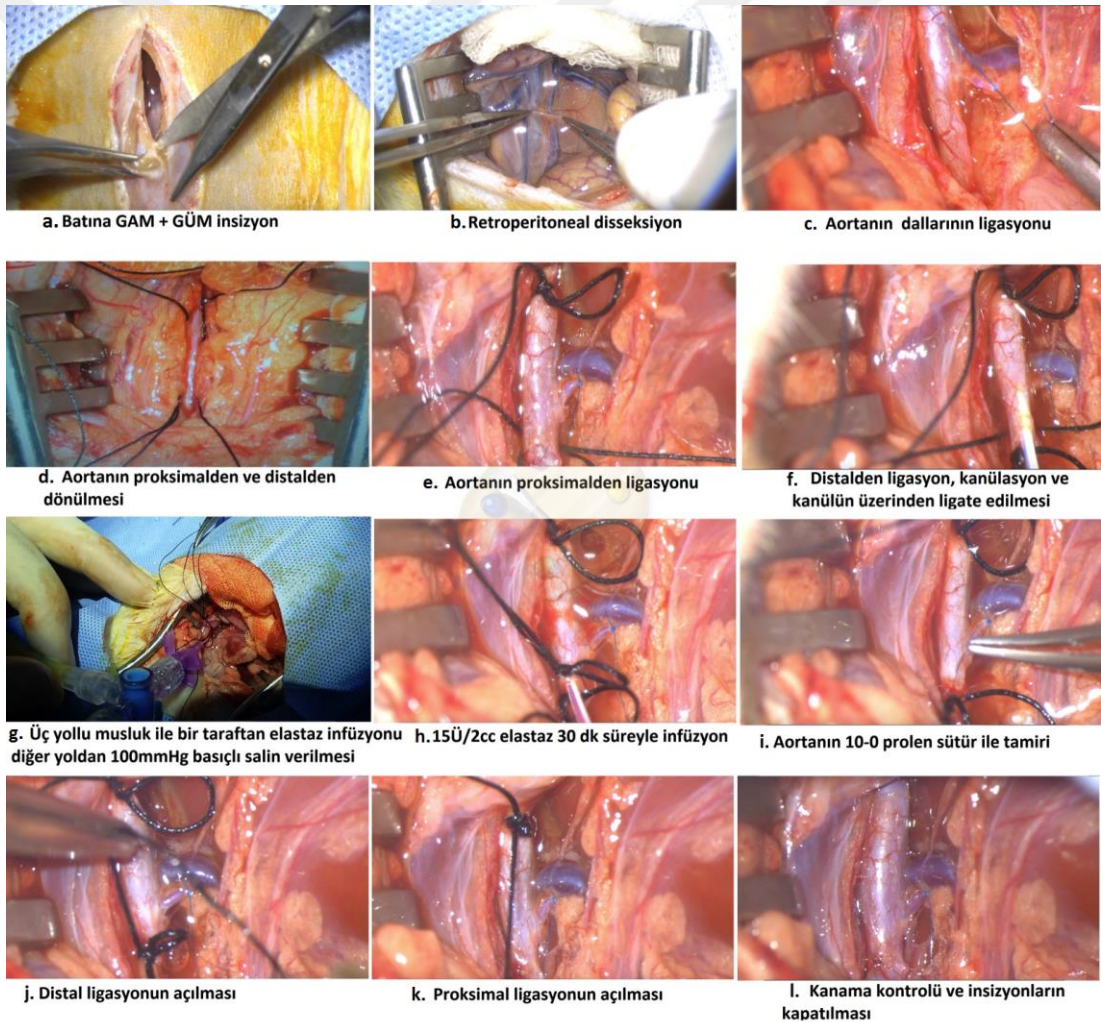 a. Batına GAM + GÜM insizyon
b. Retroperitoneal disseksiyon
c. Aortanın dallarının ligasyonu
d. Aortanın proksimalden ve distalden
dönülmesi
e. Aortanın proksimalden ligasyonu
f. Distalden ligasyon, kanülasyon ve
kanülün üzerinden ligate edilmesi
g. Üç yollu musluk ile bir taraftan elastaz infüzyonu
diğer yoldan 100mmHg basıçlı salin verilmesi
h.15Ü/2cc elastaz 30 dk süreyle infüzyon
i. Aortanın 10-0 prolen sütür ile tamiri
j. Distal ligasyonun açılması
k. Proksimal ligasyonun açılması
l. Kanama kontrolü ve insizyonların
kapatılması